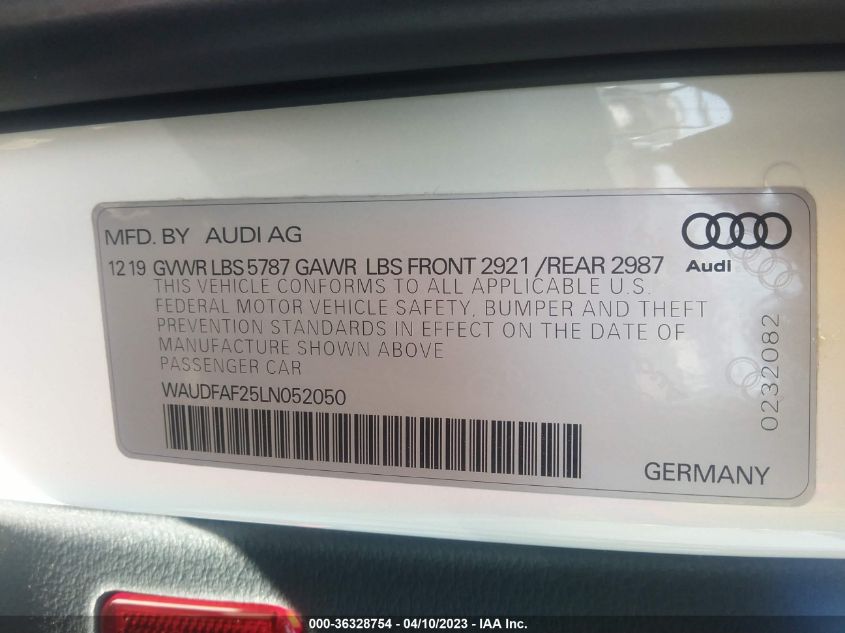 MFD. BY AUDI AG
12 19 GVWR LBS 5787 GAWR LBS FRONT 2921 /REAR 2987
Audi
THIS VEHICLE CONFORMS TO ALL APPLICABLE U.S.
FEDERAL MOTOR VEHICLE SAFETY, BUMPER AND THEFT
PREVENTION STANDARDS IN EFFECT ON THE DATE OF
MANUFACTURE SHOWN ABOVE
PASSENGER CAR
WAUDFAF25LN052050
02332082
GERMANY
000-36328754 - 04/10/2023 - IAA Inc.